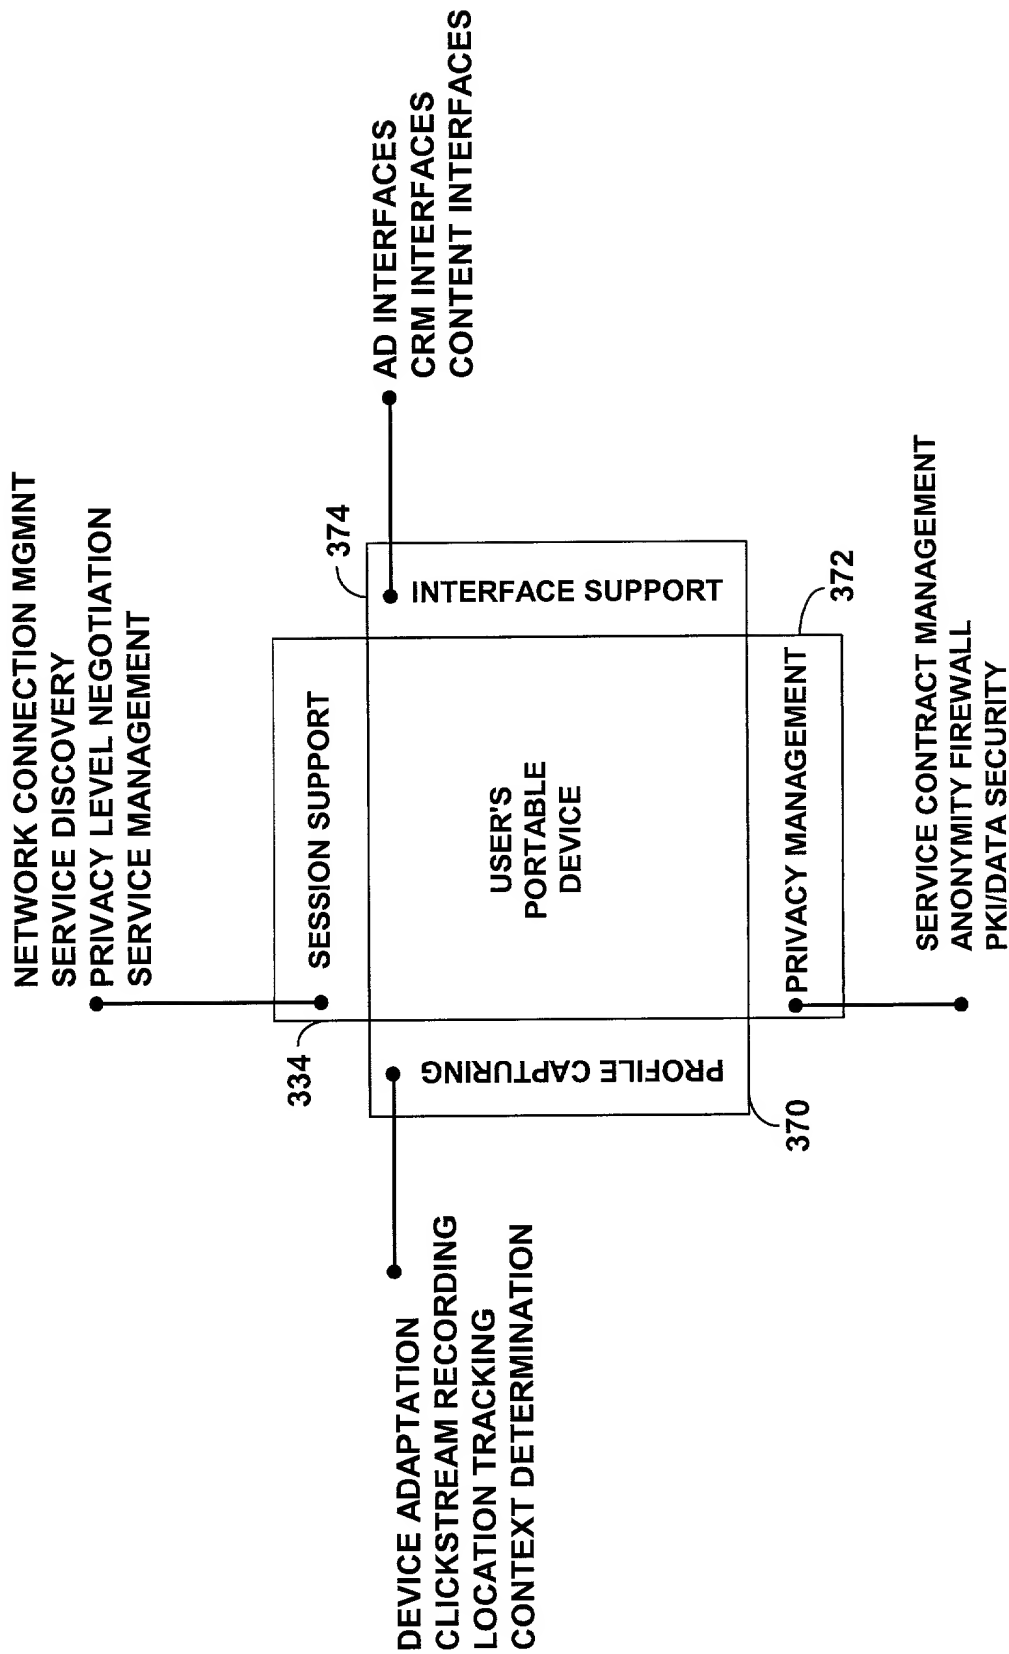 NETWORK CONNECTION MGMNT
SERVICE DISCOVERY
PRIVACY LEVEL NEGOTIATION
SERVICE MANAGEMENT
334
SESSION SUPPORT
374
AD INTERFACES
CRM INTERFACES
CONTENT INTERFACES
DEVICE ADAPTATION
CLICKSTREAM RECORDING
LOCATION TRACKING
CONTEXT DETERMINATION
PROFILE CAPTURING
USER'S
PORTABLE
DEVICE
INTERFACE SUPPORT
370
PRIVACY MANAGEMENT
372
SERVICE CONTRACT MANAGEMENT
ANONYMITY FIREWALL
PKI/DATA SECURITY